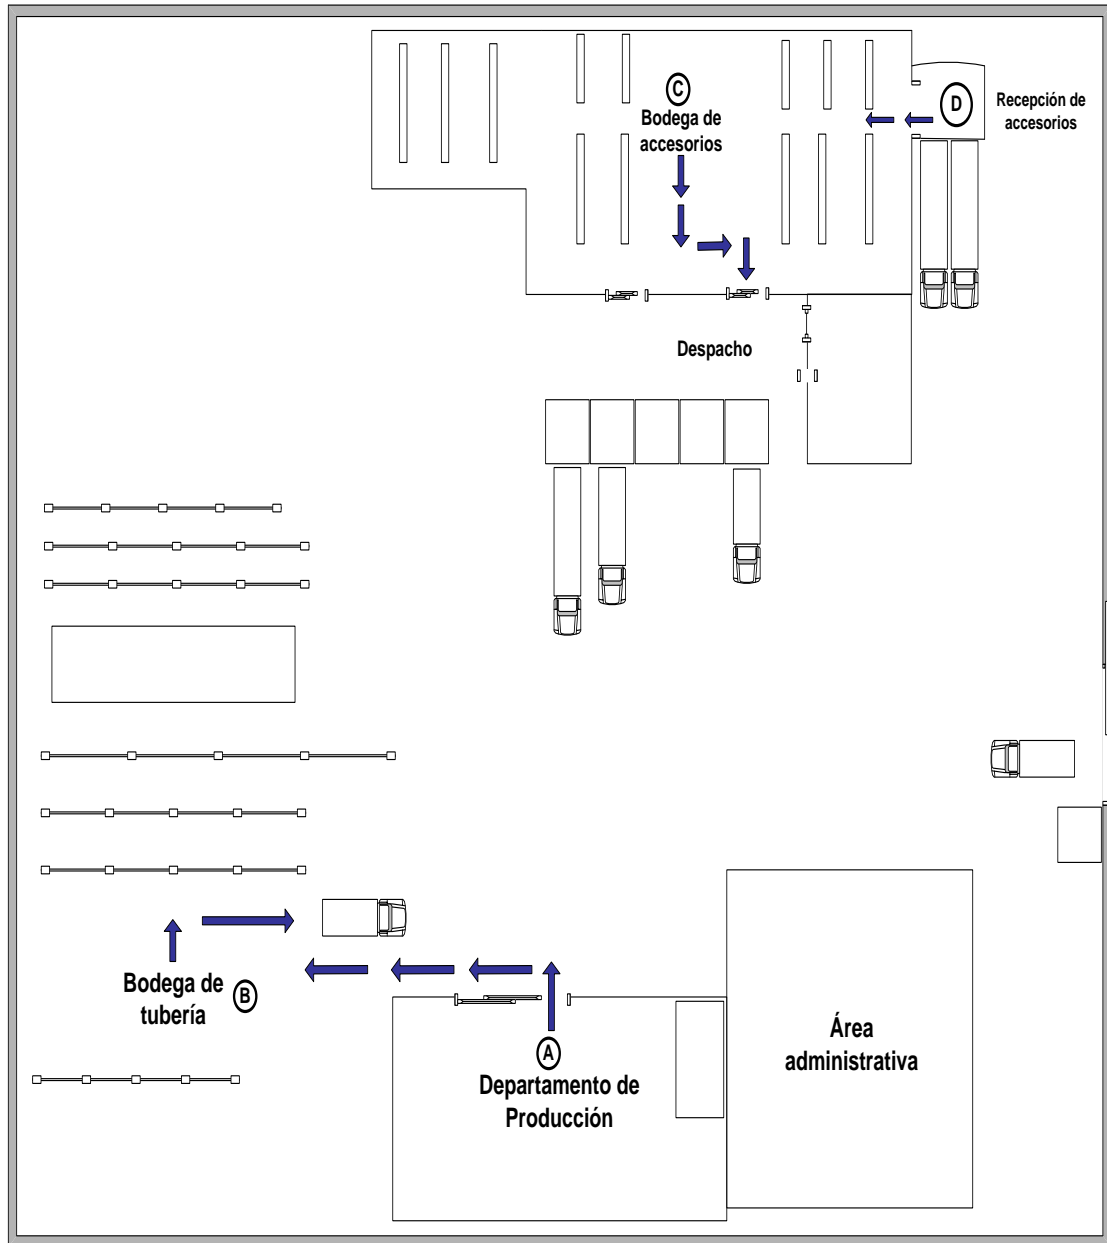 C
Bodega de
accesorios
D
Recepción de
accesorios
Despacho
Bodega de
tubería
B
A
Departamento de
Producción
Área
administrativa